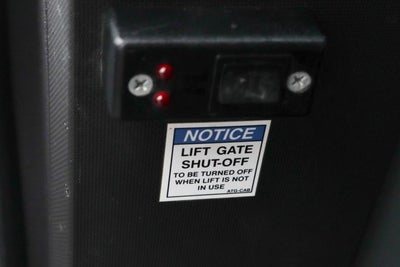 NOTICE
LIFT GATE
SHUT-OFF
TO BE TURNED OFF
WHEN LIFT IS NOT
IN USE ATG-CAB